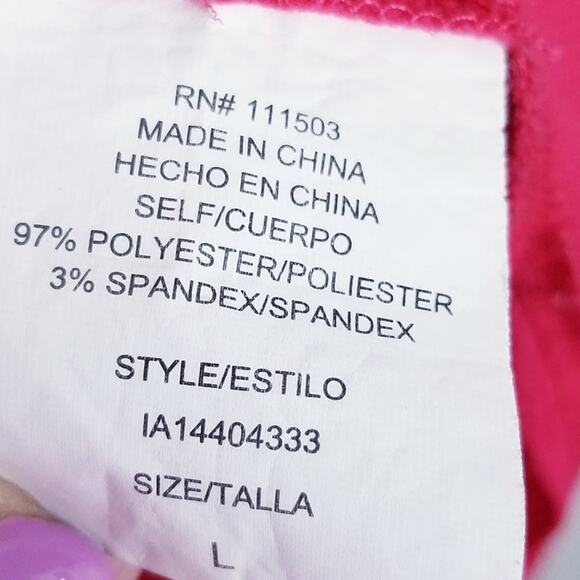 RN# 111503
MADE IN CHINA
HECHO EN CHINA
SELF/CUERPO
97% POLYESTER/POLIESTER
3% SPANDEX/SPANDEX
STYLE/ESTILO
IA14404333
SIZE/TALLA
L